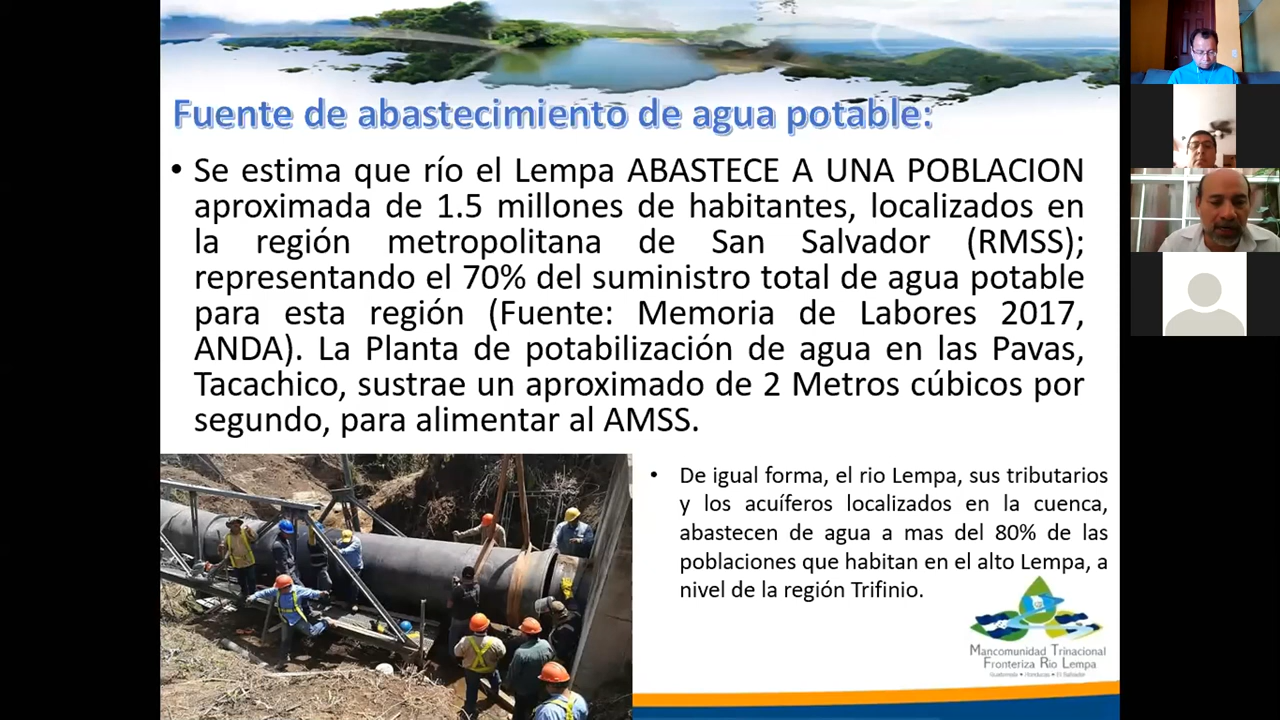 Fuente de abastecimiento de agua potable:
• Se estima que río el Lempa ABASTECE A UNA POBLACION
aproximada de 1.5 millones de habitantes, localizados en
la región metropolitana de San Salvador (RMSS);
representando el 70% del suministro total de agua potable
para esta región (Fuente: Memoria de Labores 2017,
ANDA). La Planta de potabilización de agua en las Pavas,
Tacachico, sustrae un aproximado de 2 Metros cúbicos por
segundo, para alimentar al AMSS.
• De igual forma, el rio Lempa, sus tributarios
y los acuíferos localizados en la cuenca,
abastecen de agua a mas del 80% de las
poblaciones que habitan en el alto Lempa, a
nivel de la región Trifinio.
Mancomunidad Trinacional
Fronteriza Río Lempa
Guatemala • Honduras • El Salvador